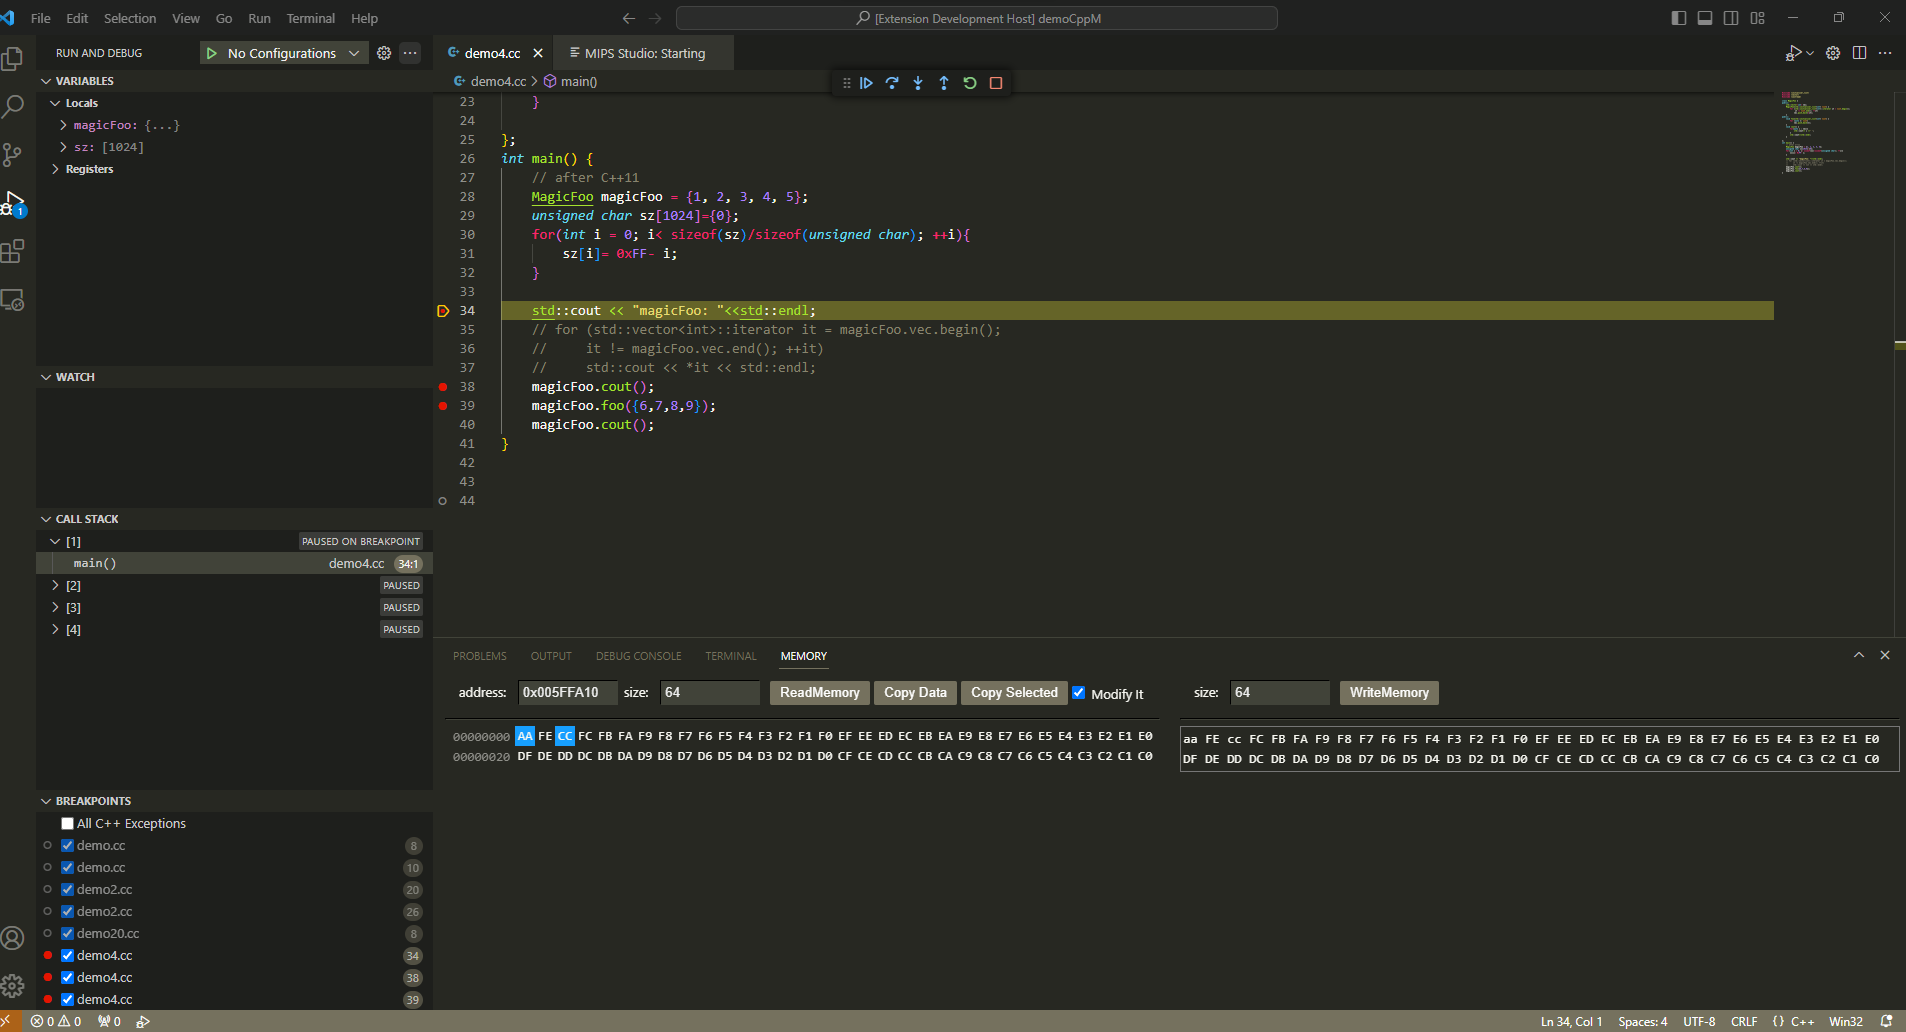 File Edit Selection View Go Run Terminal Help
[Extension Development Host] demoCppM
RUN AND DEBUG
No Configurations
VARIABLES
Locals
magicFoo: {...}
sz: [1024]
Registers
WATCH
CALL STACK
[1] PAUSED ON BREAKPOINT
main() demo4.cc 34:1
[2] PAUSED
[3] PAUSED
[4] PAUSED
BREAKPOINTS
All C++ Exceptions
demo.cc 8
demo.cc 10
demo2.cc 20
demo2.cc 26
demo20.cc 8
demo4.cc 34
demo4.cc 38
demo4.cc 39
1
demo4.cc MIPS Studio: Starting
demo4.cc > main()
23 }
24
25 };
26 int main() {
27 // after C++11
28 MagicFoo magicFoo = {1, 2, 3, 4, 5};
29 unsigned char sz[1024]={0};
30 for(int i = 0; i< sizeof(sz)/sizeof(unsigned char); ++i){
31 sz[i]= 0xFF- i;
32 }
33
34 std::cout << "magicFoo: "<<std::endl;
35 // for (std::vector<int>::iterator it = magicFoo.vec.begin();
36 // it != magicFoo.vec.end(); ++it)
37 // std::cout << *it << std::endl;
38 magicFoo.cout();
39 magicFoo.foo({6,7,8,9});
40 magicFoo.cout();
41 }
42
43
44
PROBLEMS OUTPUT DEBUG CONSOLE TERMINAL MEMORY
address: 0x005FFA10 size: 64 ReadMemory Copy Data Copy Selected Modify It size: 64 WriteMemory
00000000 AA FE CC FC FB FA F9 F8 F7 F6 F5 F4 F3 F2 F1 F0 EF EE ED EC EB EA E9 E8 E7 E6 E5 E4 E3 E2 E1 E0
00000020 DF DE DD DC DB DA D9 D8 D7 D6 D5 D4 D3 D2 D1 D0 CF CE CD CC CB CA C9 C8 C7 C6 C5 C4 C3 C2 C1 C0
aa FE cc FC FB FA F9 F8 F7 F6 F5 F4 F3 F2 F1 F0 EF EE ED EC EB EA E9 E8 E7 E6 E5 E4 E3 E2 E1 E0
DF DE DD DC DB DA D9 D8 D7 D6 D5 D4 D3 D2 D1 D0 CF CE CD CC CB CA C9 C8 C7 C6 C5 C4 C3 C2 C1 C0
0 0 0 Ln 34, Col 1 Spaces: 4 UTF-8 CRLF {} C++ Win32